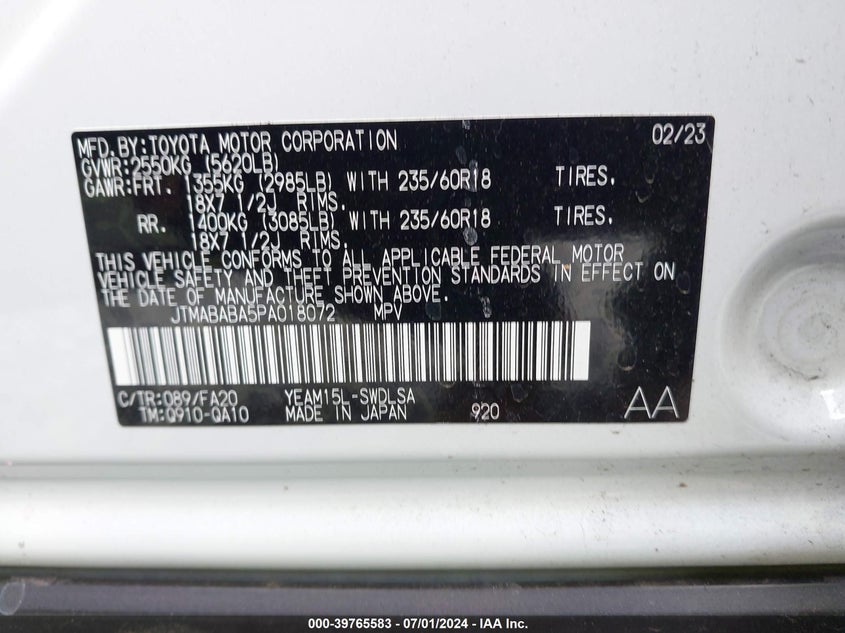 MFD. BY: TOYOTA MOTOR CORPORATION 02/23
GVWR: 2550KG (5620LB)
GAWR: FRT. 1355KG (2985LB) WITH 235/60R18 TIRES.
18X7 1/2J RIMS.
RR. 1400KG (3085LB) WITH 235/60R18 TIRES.
18X7 1/2J RIMS.
THIS VEHICLE CONFORMS TO ALL APPLICABLE FEDERAL MOTOR
VEHICLE SAFETY AND THEFT PREVENTION STANDARDS IN EFFECT ON
THE DATE OF MANUFACTURE SHOWN ABOVE.
JTMABABA5PA018072 MPV
C/TR: 089/FA20 YEAM15L-SWDLSA
TM: Q910-QA10 MADE IN JAPAN 920 AA
000-39765583 - 07/01/2024 - IAA Inc.